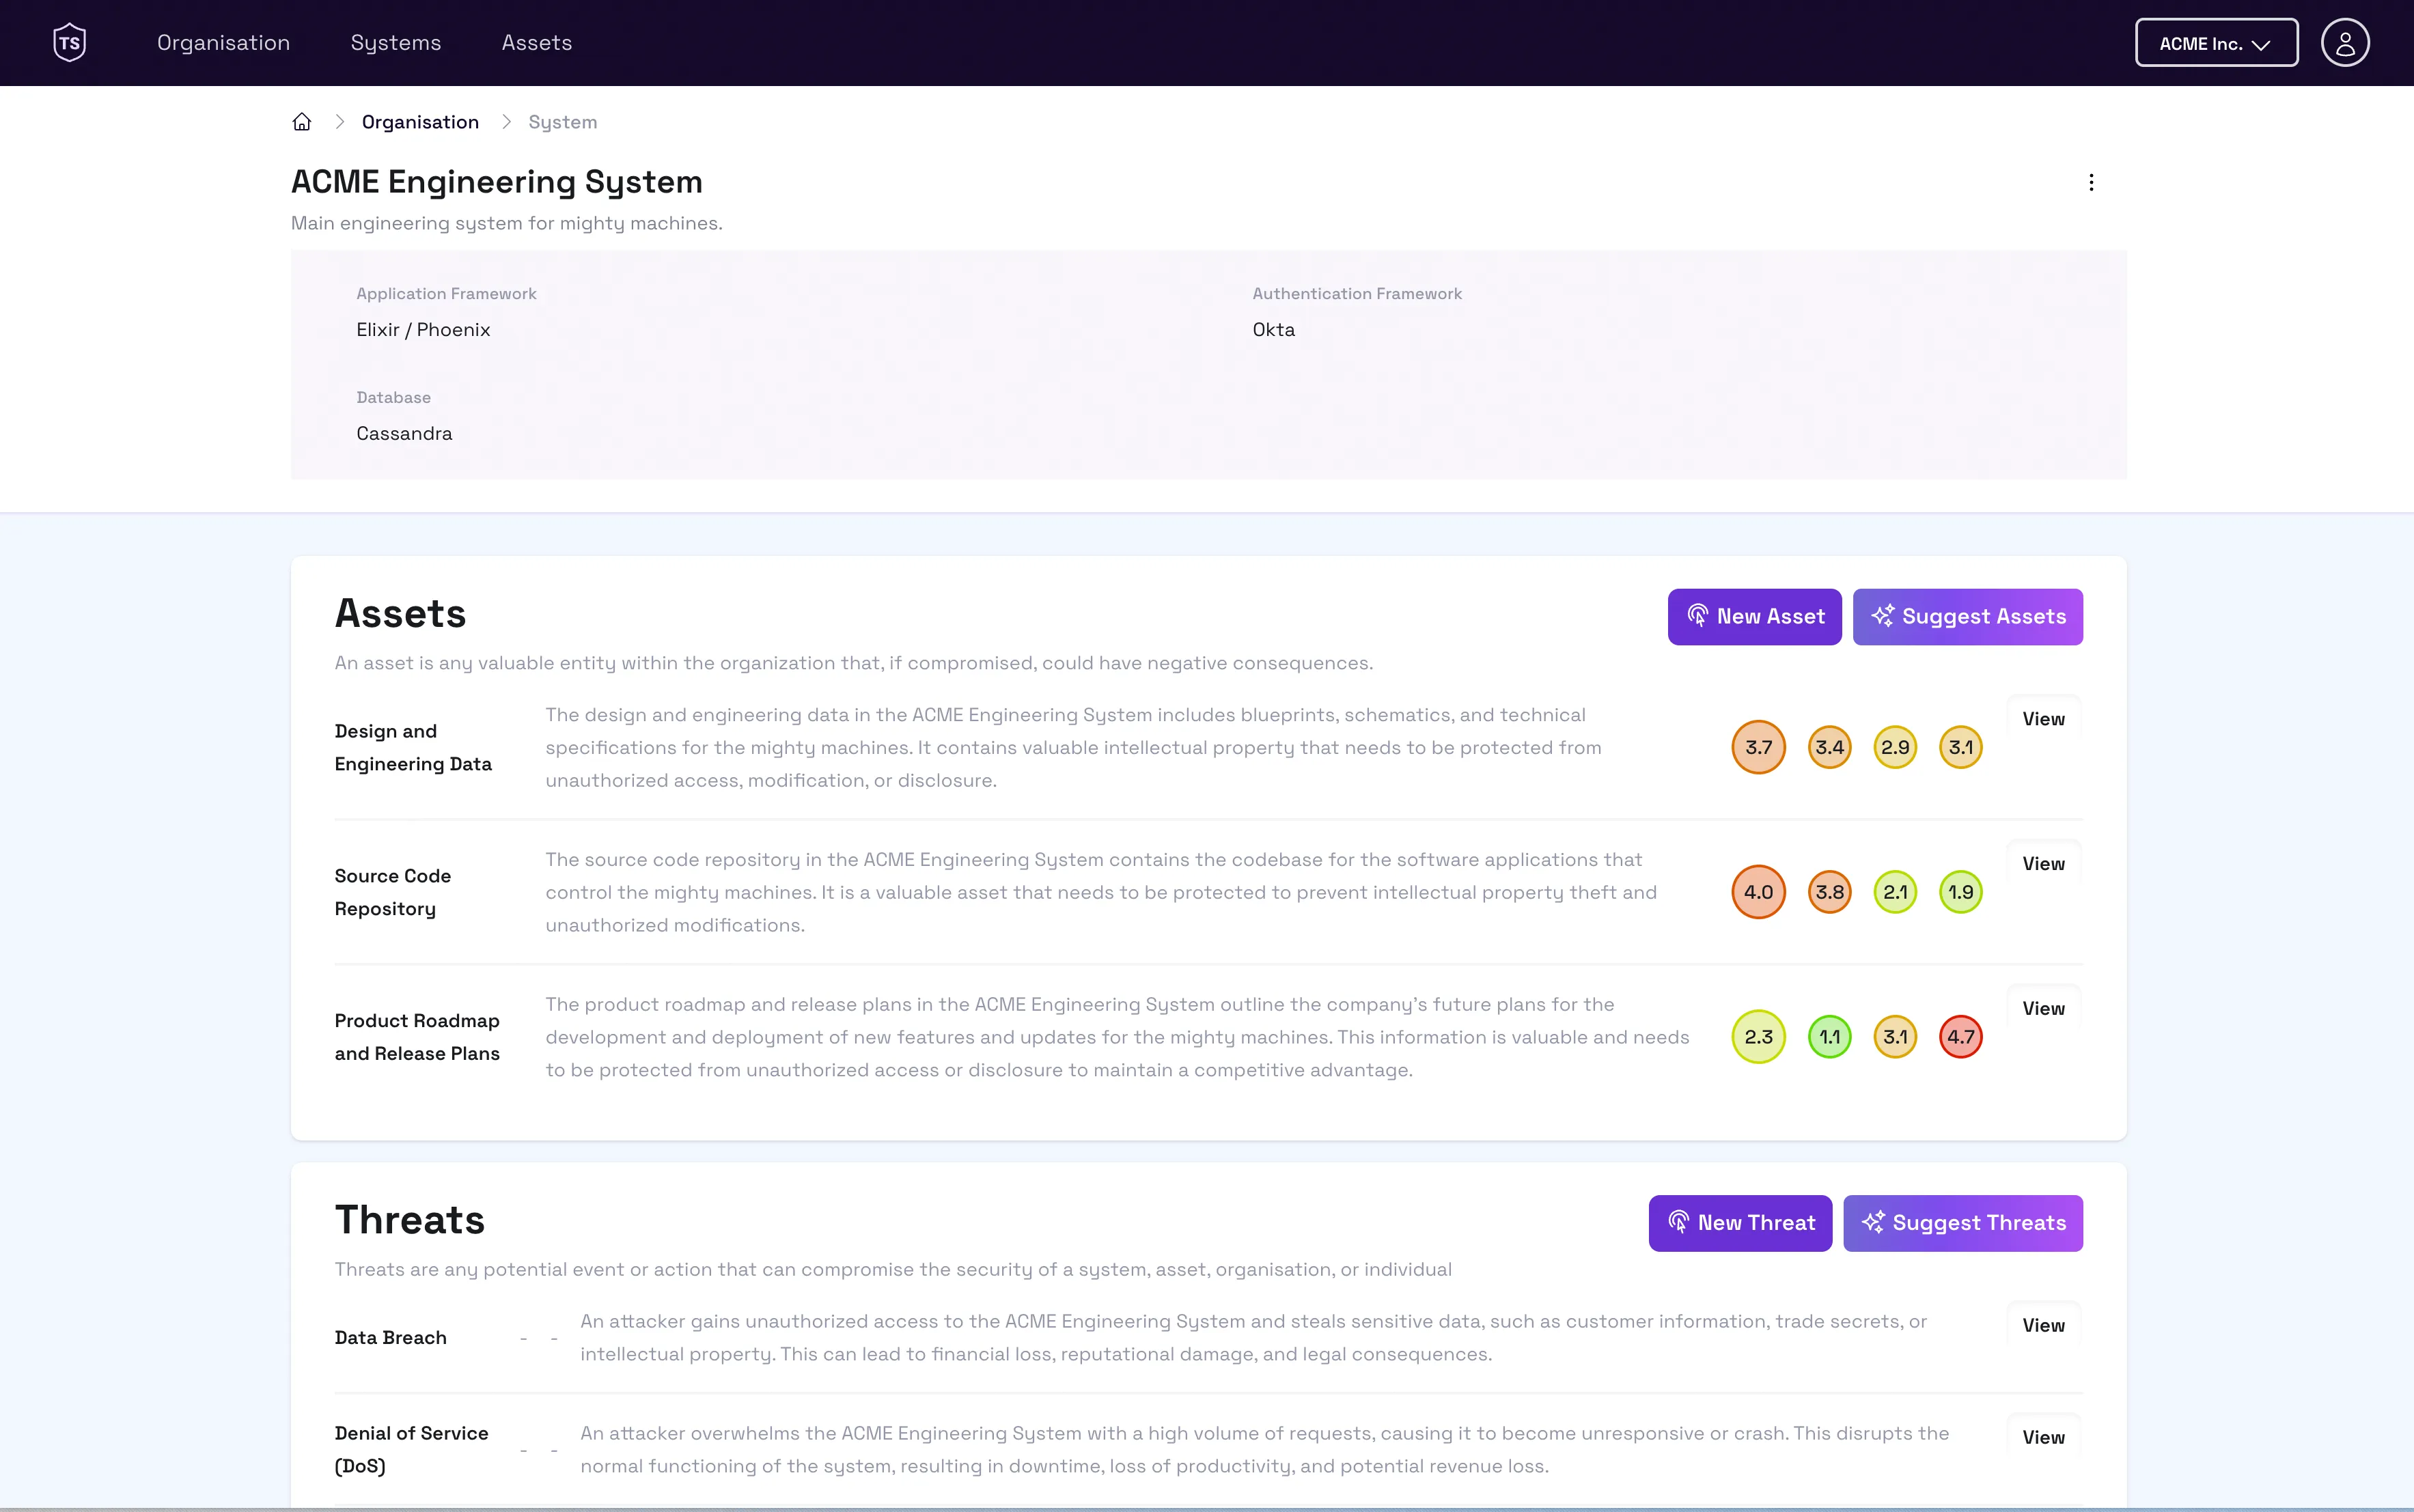 TS Organisation Systems Assets ACME Inc.
Organisation System
ACME Engineering System
Main engineering system for mighty machines.
Application Framework
Elixir / Phoenix
Authentication Framework
Okta
Database
Cassandra
Assets
New Asset
Suggest Assets
An asset is any valuable entity within the organization that, if compromised, could have negative consequences.
Design and
Engineering Data
The design and engineering data in the ACME Engineering System includes blueprints, schematics, and technical
specifications for the mighty machines. It contains valuable intellectual property that needs to be protected from
unauthorized access, modification, or disclosure.
3.7 3.4 2.9 3.1
View
Source Code
Repository
The source code repository in the ACME Engineering System contains the codebase for the software applications that
control the mighty machines. It is a valuable asset that needs to be protected to prevent intellectual property theft and
unauthorized modifications.
4.0 3.8 2.1 1.9
View
Product Roadmap
and Release Plans
The product roadmap and release plans in the ACME Engineering System outline the company's future plans for the
development and deployment of new features and updates for the mighty machines. This information is valuable and needs
to be protected from unauthorized access or disclosure to maintain a competitive advantage.
2.3 1.1 3.1 4.7
View
Threats
New Threat
Suggest Threats
Threats are any potential event or action that can compromise the security of a system, asset, organisation, or individual
Data Breach
- -
An attacker gains unauthorized access to the ACME Engineering System and steals sensitive data, such as customer information, trade secrets, or
intellectual property. This can lead to financial loss, reputational damage, and legal consequences.
View
Denial of Service
(DoS)
- -
An attacker overwhelms the ACME Engineering System with a high volume of requests, causing it to become unresponsive or crash. This disrupts the
normal functioning of the system, resulting in downtime, loss of productivity, and potential revenue loss.
View